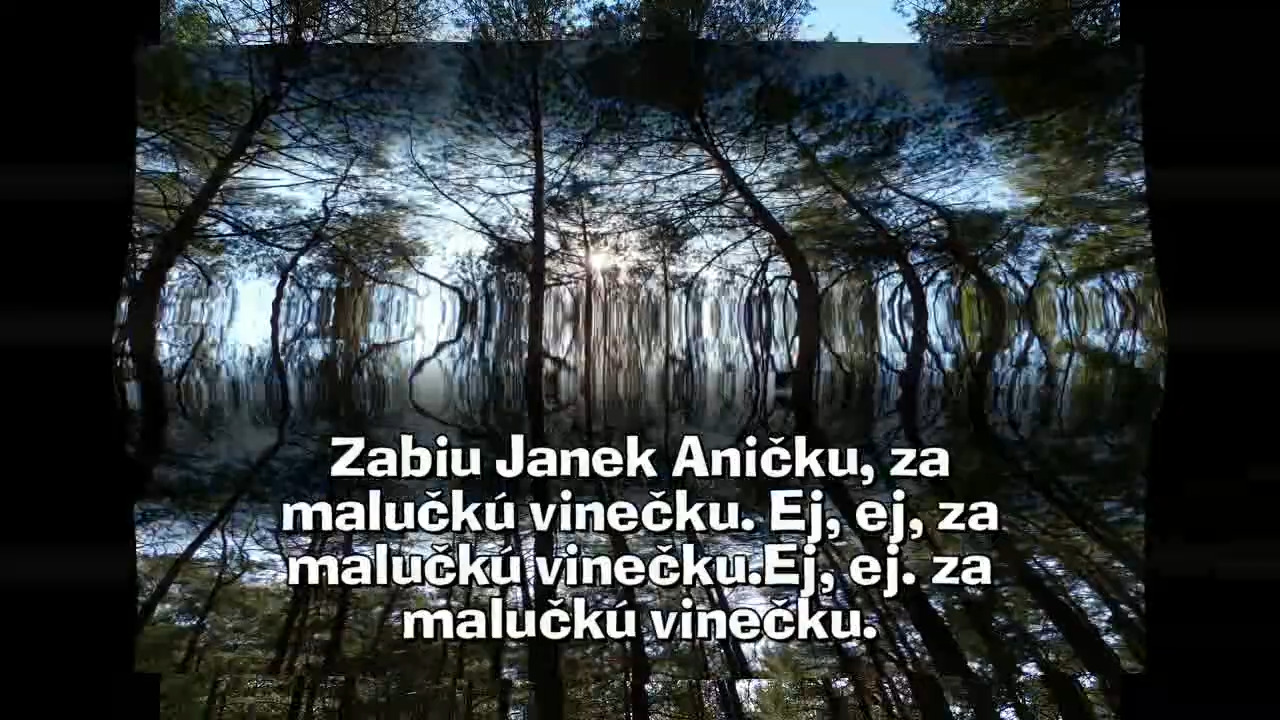 Zabiu Janek Aničku, za
malučkú vinečku. Ej, ej, za
malučkú vinečku.Ej, ej. za
malučkú vinečku.